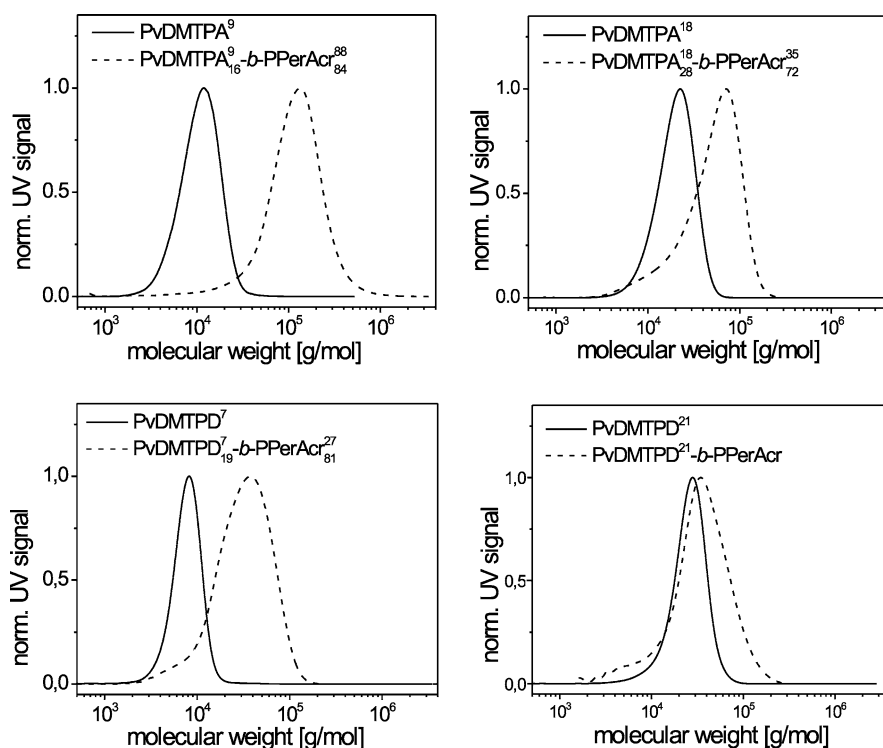 PvDMTPA⁹
PvDMTPA⁹₁₆-b-PPerAcr⁸⁸₈₄
norm. UV signal
1.0
0.5
0.0
10³ 10⁴ 10⁵ 10⁶
molecular weight [g/mol]
PvDMTPA¹⁸
PvDMTPA¹⁸₂₈-b-PPerAcr³⁵₇₂
norm. UV signal
1.0
0.5
0.0
10³ 10⁴ 10⁵ 10⁶
molecular weight [g/mol]
PvDMTPD⁷
PvDMTPD⁷₁₉-b-PPerAcr²⁷₈₁
norm. UV signal
1,0
0,5
0,0
10³ 10⁴ 10⁵ 10⁶
molecular weight [g/mol]
PvDMTPD²¹
PvDMTPD²¹-b-PPerAcr
norm. UV signal
1,0
0,5
0,0
10³ 10⁴ 10⁵ 10⁶
molecular weight [g/mol]